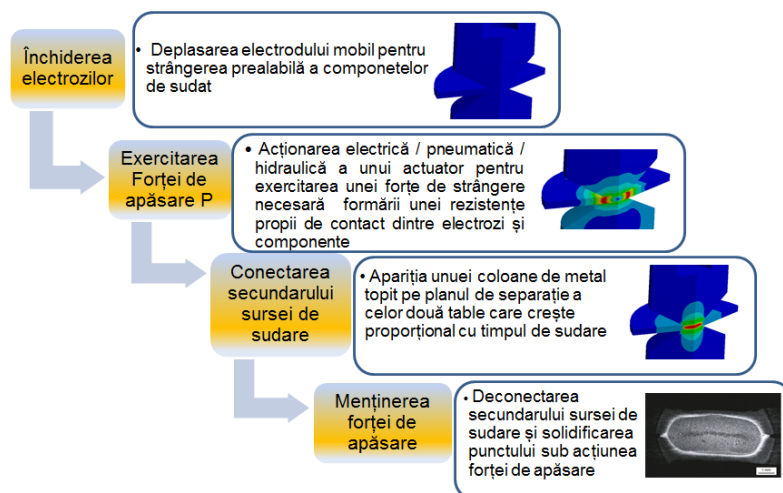 Închiderea
electrozilor
• Deplasarea electrodului mobil pentru
strângerea prealabilă a componetelor
de sudat
Exercitarea
Forței de
apăsare P
• Acționarea electrică / pneumatică /
hidraulică a unui actuator pentru
exercitarea unei forțe de strângere
necesară formării unei rezistențe
propii de contact dintre electrozi și
componente
Conectarea
secundarului
sursei de
sudare
• Apariția unuei coloane de metal
topit pe planul de separație a
celor două table care crește
proporțional cu timpul de sudare
Menținerea
forței de
apăsare
• Deconectarea
secundarului sursei de
sudare și solidificarea
punctului sub acțiunea
forței de apăsare